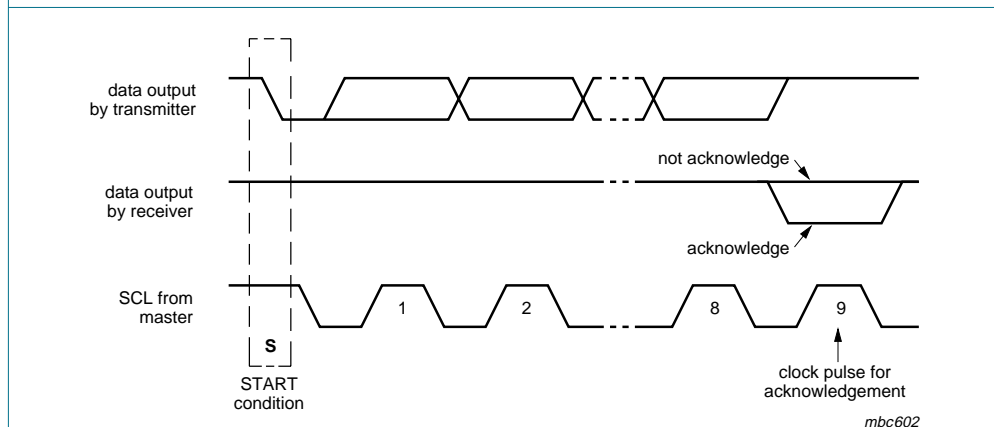 data output
by transmitter
not acknowledge
data output
by receiver
acknowledge
SCL from
master
1
2
8
9
S
START
condition
clock pulse for
acknowledgement
mbc602